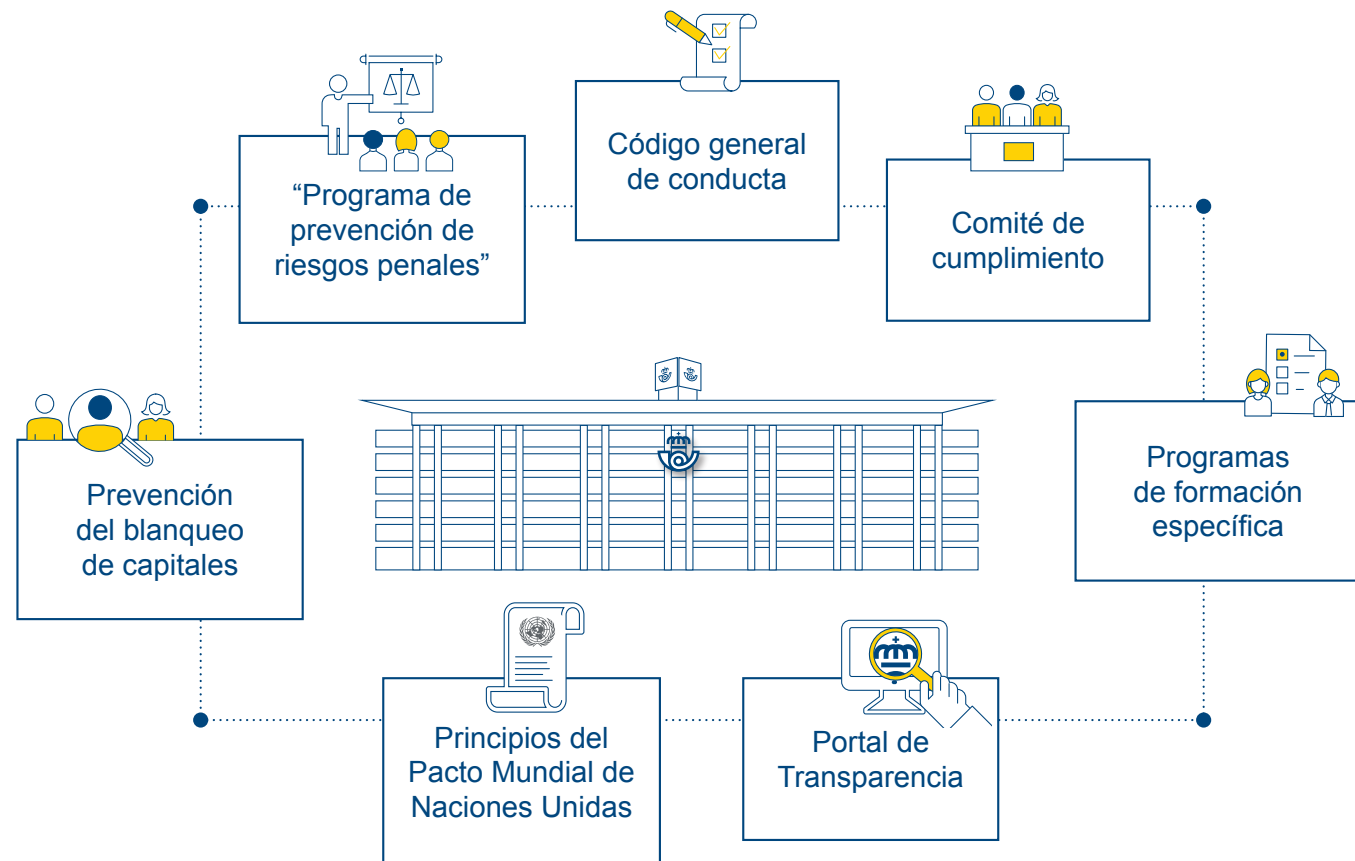 Código general
de conducta
“Programa de
prevención de
riesgos penales”
Comité de
cumplimiento
Prevención
del blanqueo
de capitales
Programas
de formación
específica
Principios del
Pacto Mundial de
Naciones Unidas
Portal de
Transparencia